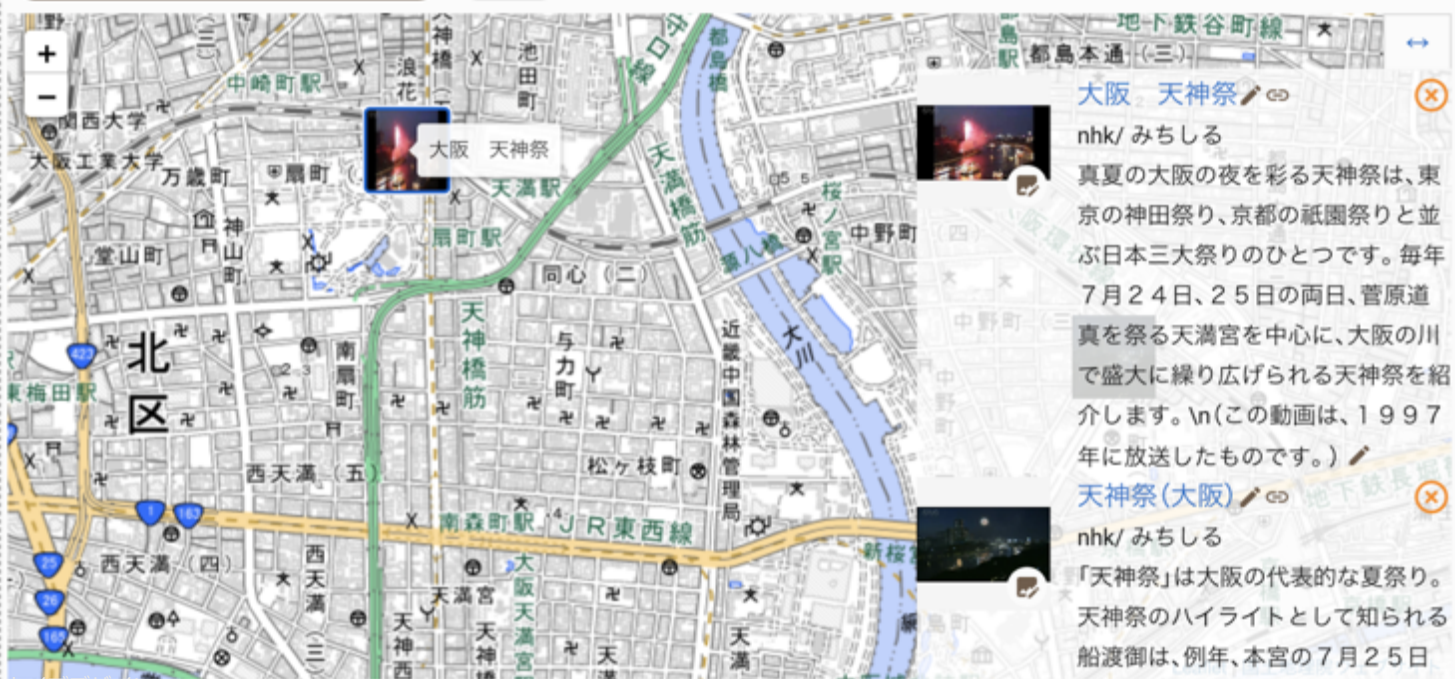 +
−
中崎町駅
関西大学
大阪工業大学
万歳町
扇町
浪花
池田町
神山町
堂山町
天満駅
扇町駅
天神橋筋
天満橋筋
都島橋
都島本通(三)
地下鉄谷町線
桜ノ宮駅
源八橋
中野町
同心(二)
大川
与力町
南扇町
北区
423
東梅田駅
近畿中国森林管理局
松ヶ枝町
西天満(五)
1
163
南森町駅
JR東西線
西天満(四)
西天満(三)
25
26
165
天満宮
大阪天満宮
大阪 天神祭
↔
大阪 天神祭
nhk/ みちしる
真夏の大阪の夜を彩る天神祭は、東
京の神田祭り、京都の祇園祭りと並
ぶ日本三大祭りのひとつです。毎年
7月24日、25日の両日、菅原道
真を祭る天満宮を中心に、大阪の川
で盛大に繰り広げられる天神祭を紹
介します。\n(この動画は、1997
年に放送したものです。)
天神祭(大阪)
nhk/ みちしる
「天神祭」は大阪の代表的な夏祭り。
天神祭のハイライトとして知られる
船渡御は、例年、本宮の7月25日